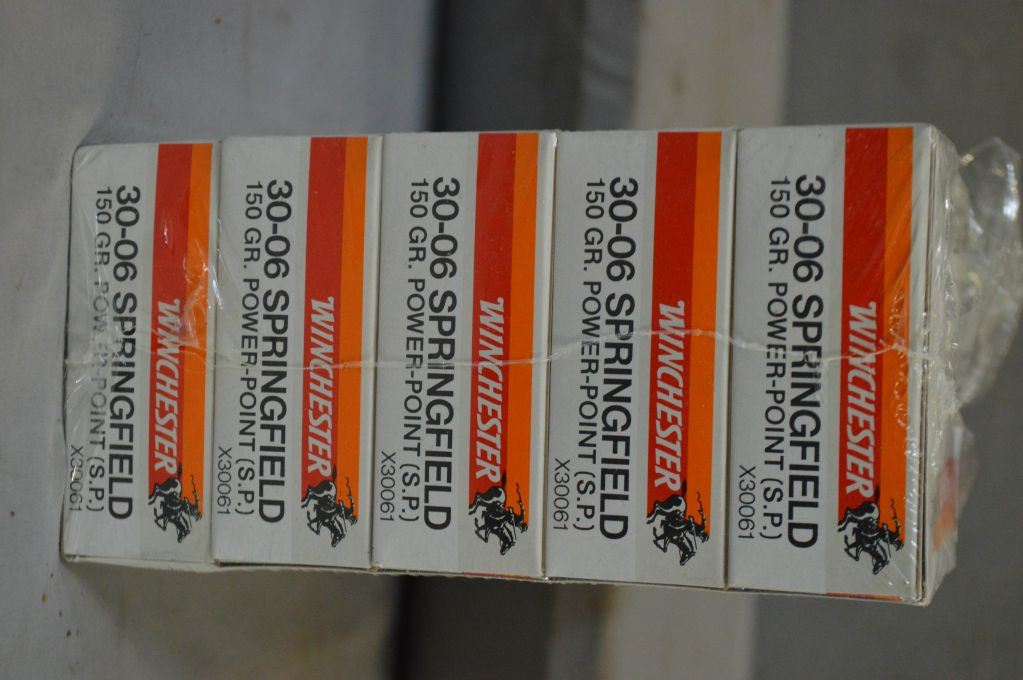 WINCHESTER
30-06 SPRINGFIELD
150 GR. POWER-POINT (S.P.)
X30061
WINCHESTER
30-06 SPRINGFIELD
150 GR. POWER-POINT (S.P.)
X30061
WINCHESTER
30-06 SPRINGFIELD
150 GR. POWER-POINT (S.P.)
X30061
WINCHESTER
30-06 SPRINGFIELD
150 GR. POWER-POINT (S.P.)
X30061
WINCHESTER
30-06 SPRINGFIELD
150 GR. POWER-POINT (S.P.)
X30061